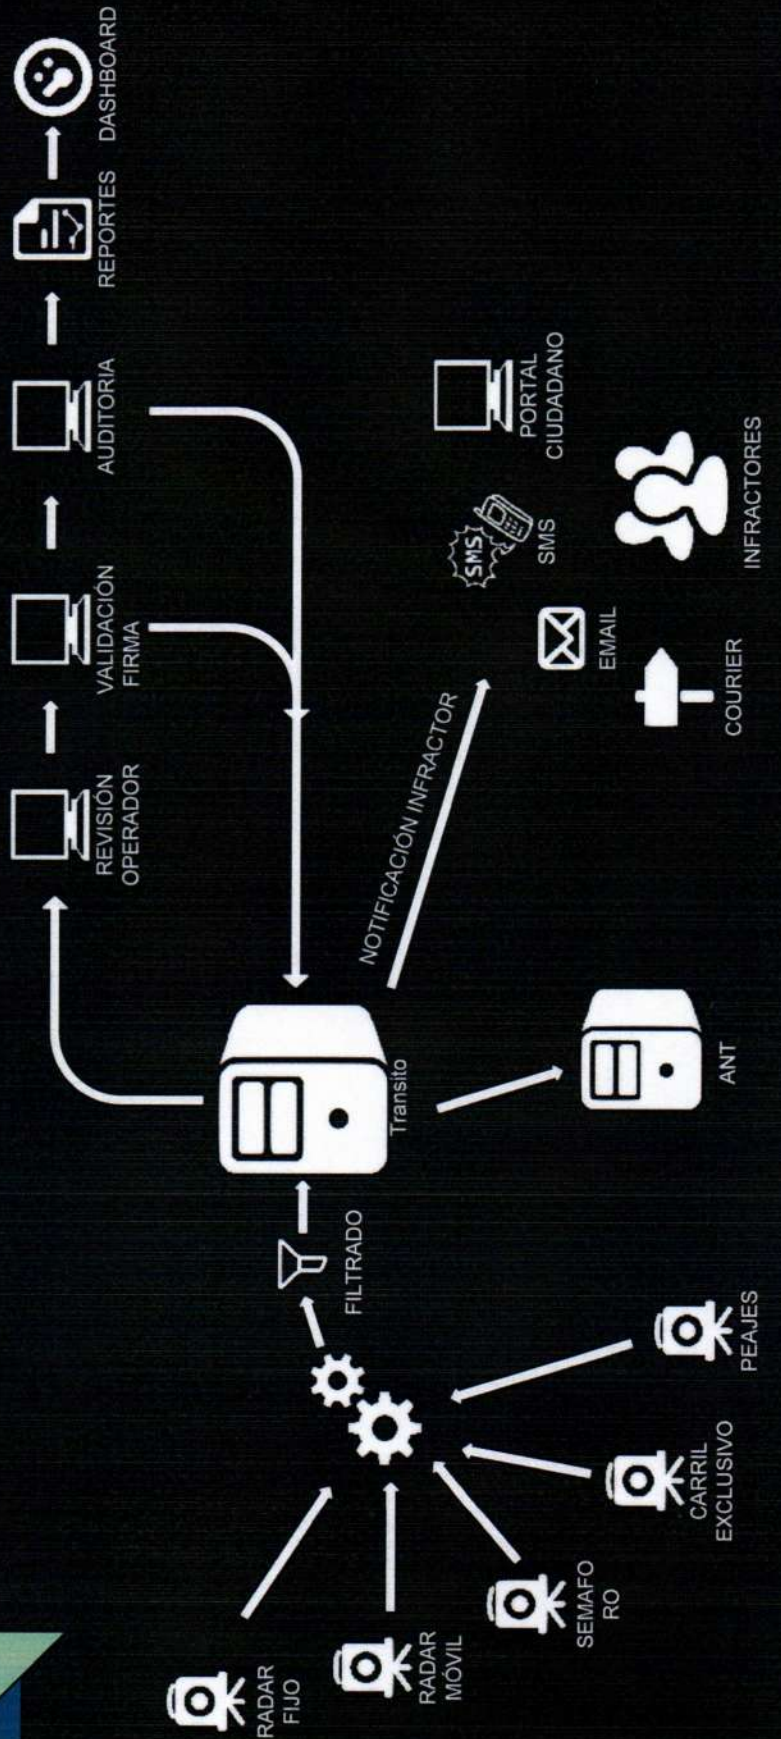 RADAR
FIJO
RADAR
MÓVIL
SEMAFO
RO
CARRIL
EXCLUSIVO
PEAJES
FILTRADO
Transito
ANT
REVISIÓN
OPERADOR
VALIDACIÓN
FIRMA
AUDITORIA
REPORTES
DASHBOARD
NOTIFICACIÓN INFRACTOR
COURIER
EMAIL
SMS
SMS
PORTAL
CIUDADANO
INFRACTORES